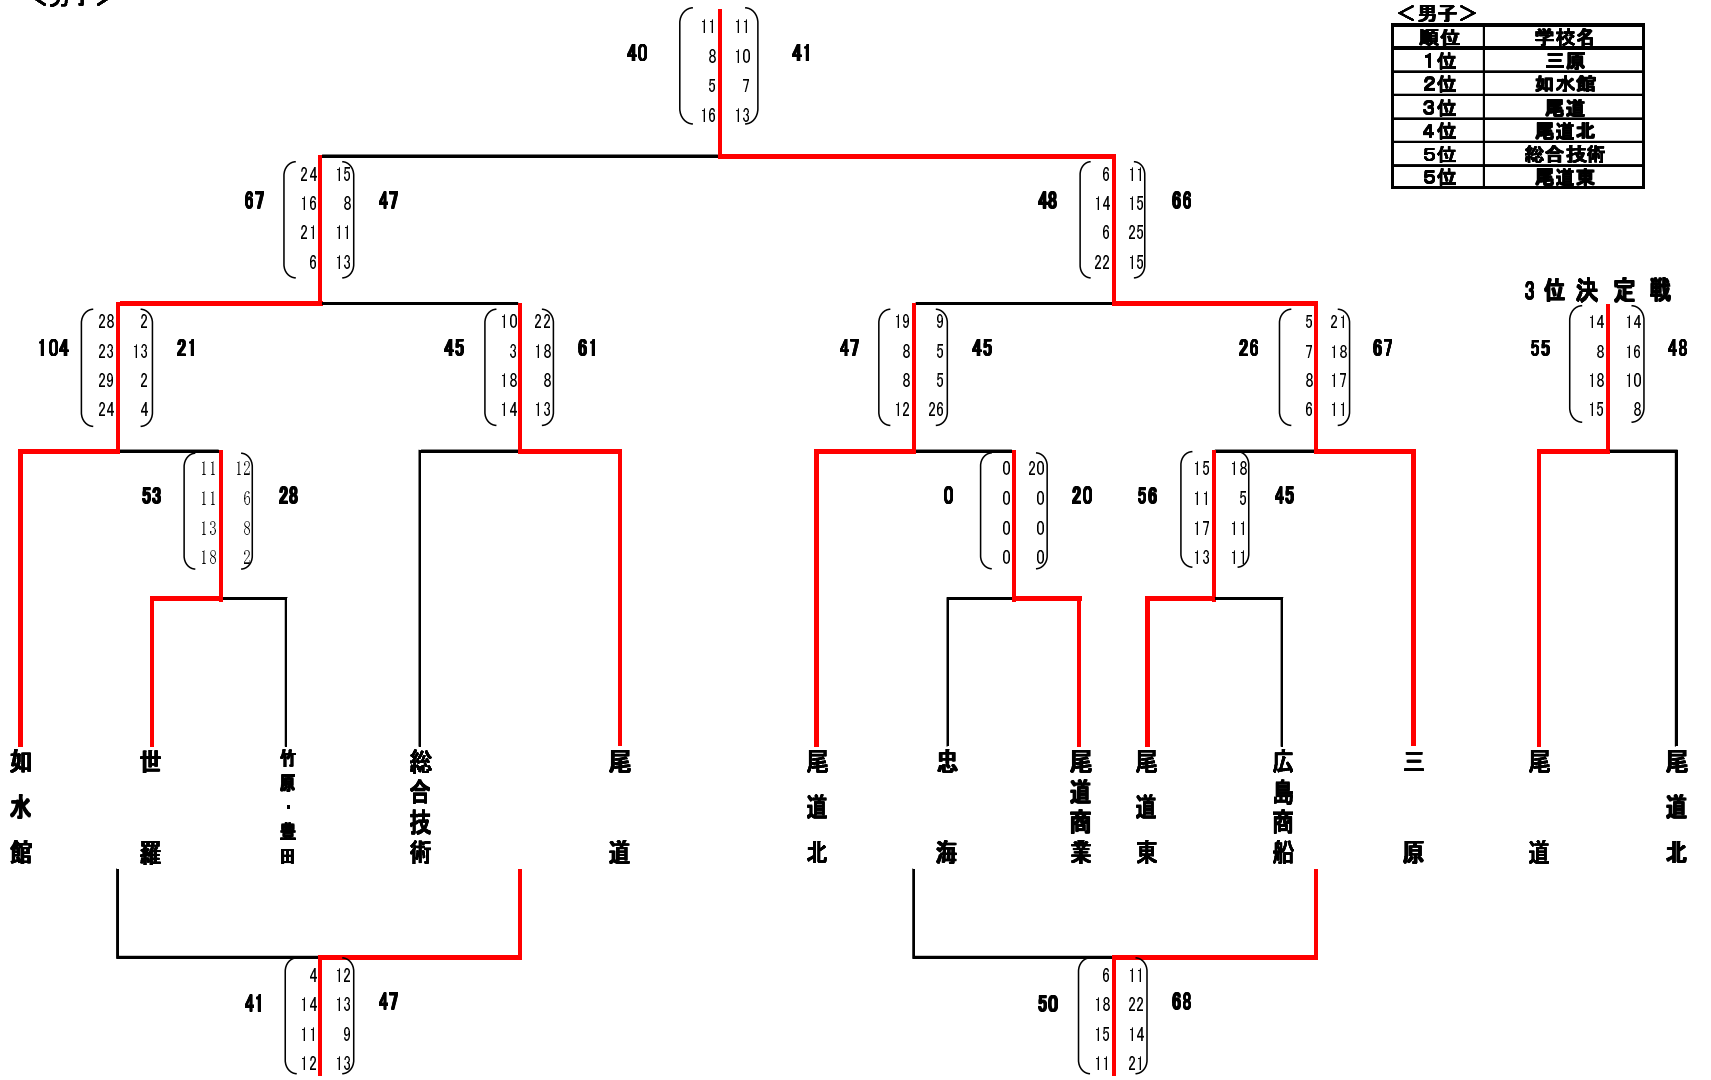 ＜男子＞
＜男子＞
順位 学校名
1位 三原
2位 如水館
3位 尾道
4位 尾道北
5位 総合技術
5位 尾道東
40 41
11 11
8 10
5 7
16 13
67 47
24 15
16 8
21 11
6 13
48 66
6 11
14 15
6 25
22 15
104 21
28 2
23 13
29 2
24 4
45 61
10 22
3 18
18 8
14 13
47 45
19 9
8 5
8 5
12 26
26 67
5 21
7 18
8 17
6 11
3位決定戦
55 48
14 14
8 16
18 10
15 8
53 28
11 12
11 6
13 8
18 2
0 20
0 20
0 0
0 0
0 0
56 45
15 18
11 5
17 11
13 11
如水館
世羅
竹原・豊田
総合技術
尾道
尾道北
忠海
尾道商業
尾道東
広島商船
三原
尾道
尾道北
41 47
4 12
14 13
11 9
12 13
50 68
6 11
18 22
15 14
11 21